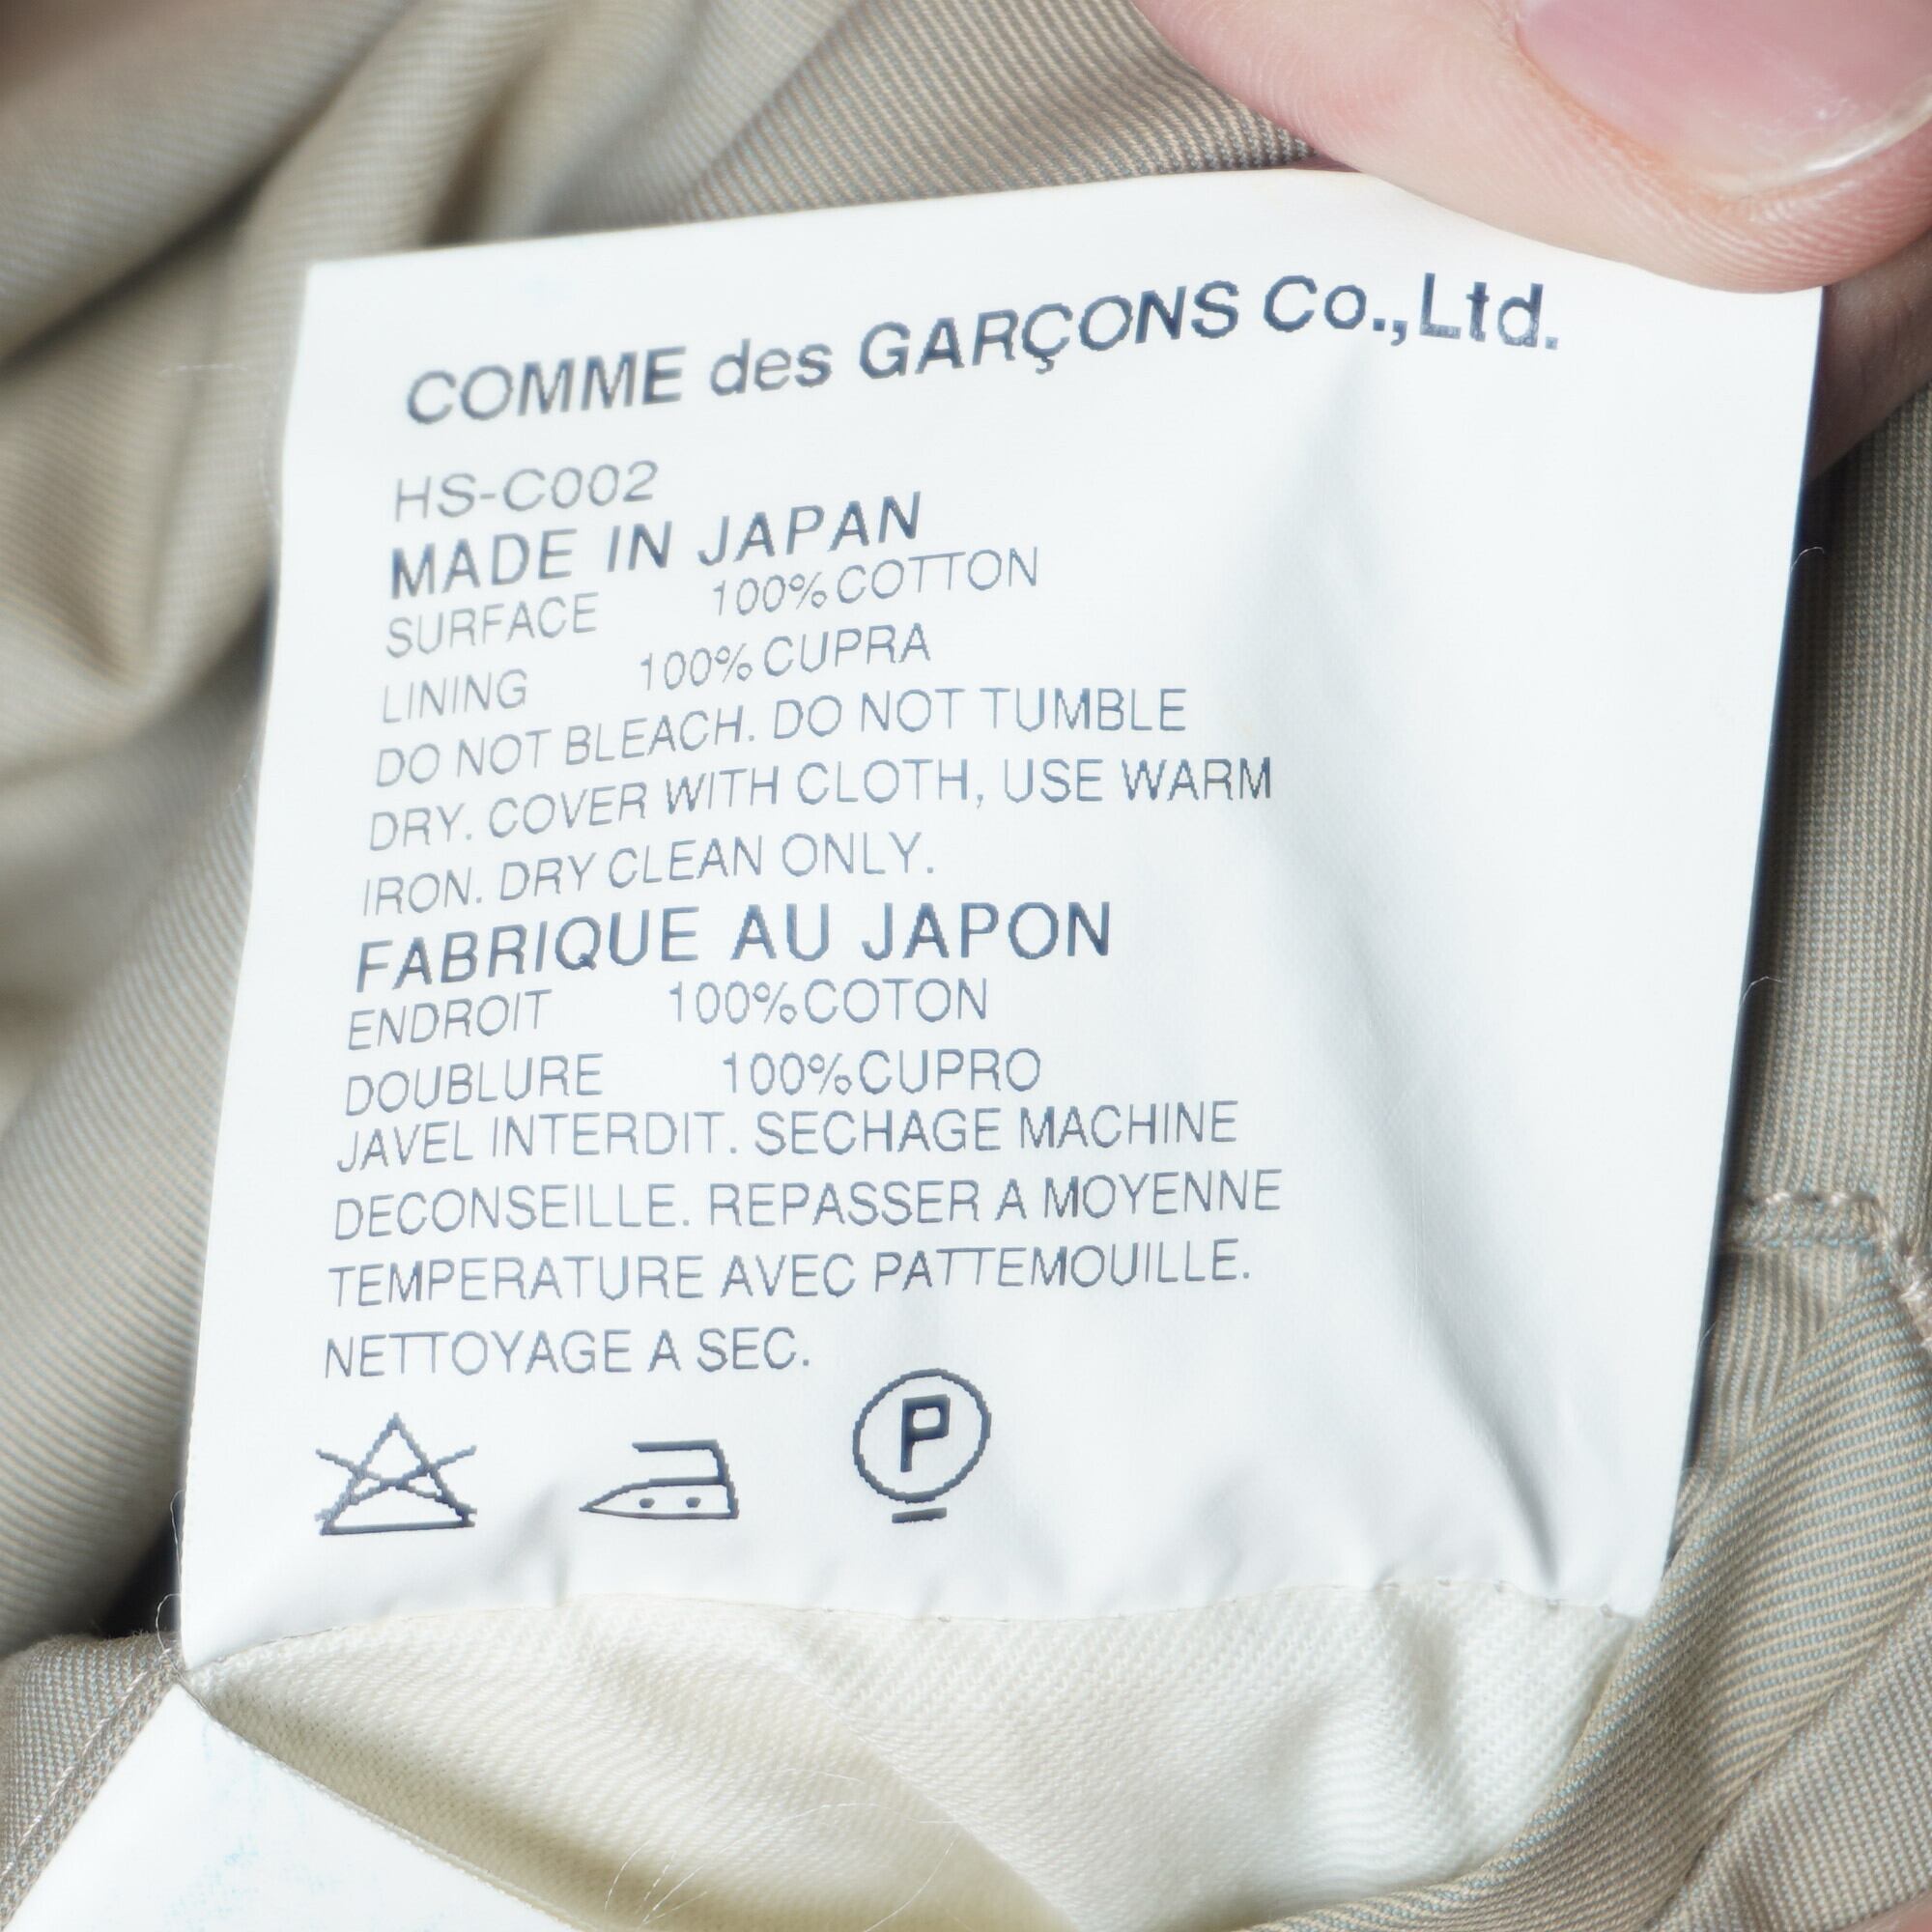 COMME des GARÇONS Co.,Ltd.
HS-C002
MADE IN JAPAN
SURFACE 100%COTTON
LINING 100%CUPRA
DO NOT BLEACH. DO NOT TUMBLE
DRY. COVER WITH CLOTH, USE WARM
IRON. DRY CLEAN ONLY.
FABRIQUE AU JAPON
ENDROIT 100%COTON
DOUBLURE 100%CUPRO
JAVEL INTERDIT. SECHAGE MACHINE
DECONSEILLE. REPASSER A MOYENNE
TEMPERATURE AVEC PATTEMOUILLE.
NETTOYAGE A SEC.
P